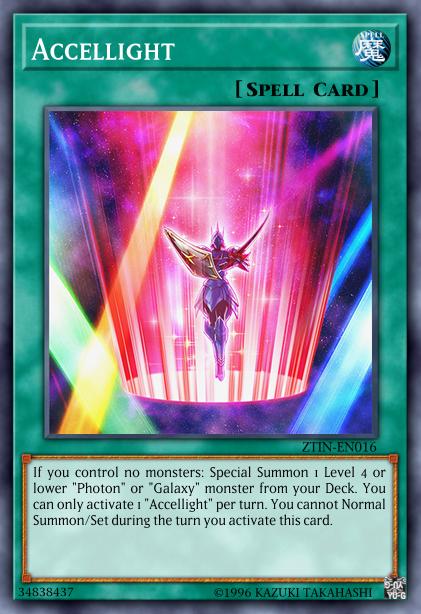 Accellight
SPELL
魔
[ Spell Card ]
ZTIN-EN016
If you control no monsters: Special Summon 1 Level 4 or
lower "Photon" or "Galaxy" monster from your Deck. You
can only activate 1 "Accellight" per turn. You cannot Normal
Summon/Set during the turn you activate this card.
34838437
©1996 KAZUKI TAKAHASHI